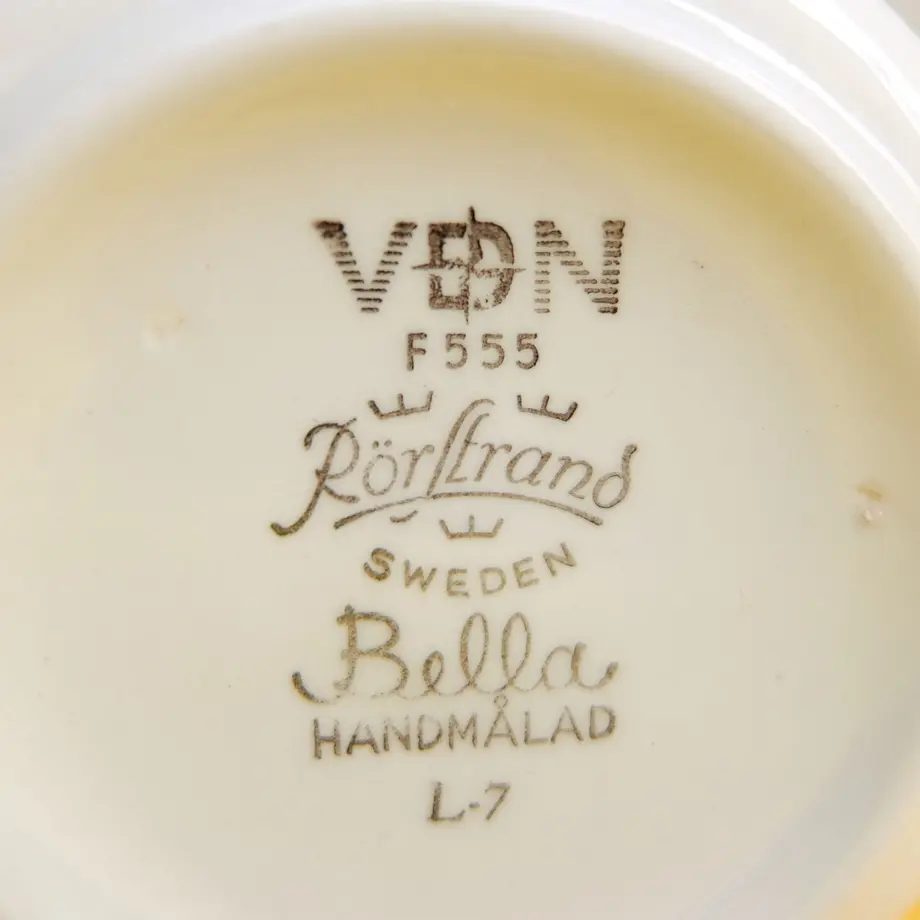 VDN
F555
Rörstrand
SWEDEN
Bella
HANDMÅLAD
L-7